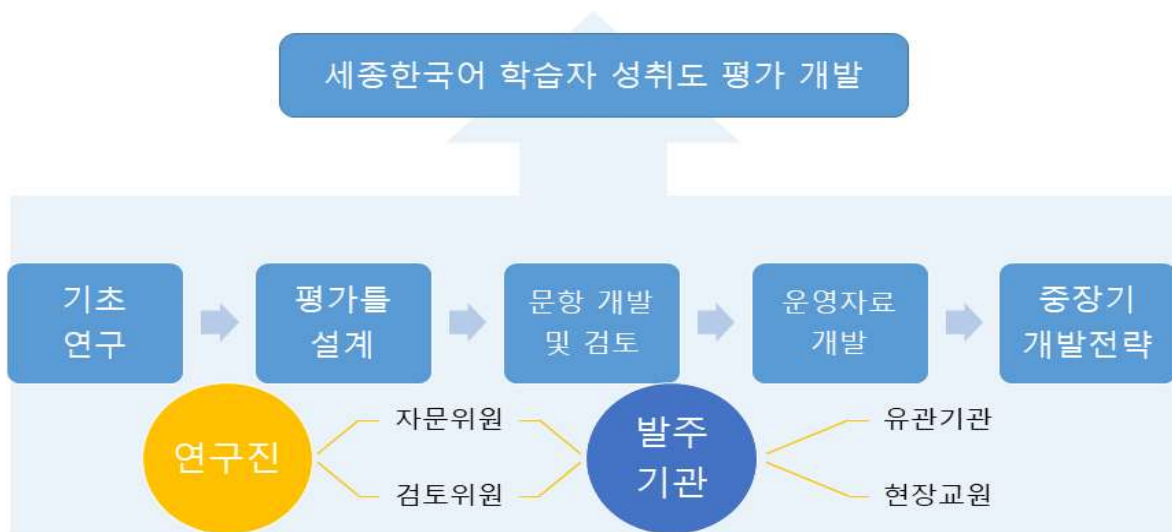 세종한국어 학습자 성취도 평가 개발
기초
연구
평가틀
설계
문항 개발
및 검토
운영자료
개발
중장기
개발전략
연구진
자문위원
검토위원
발주
기관
유관기관
현장교원